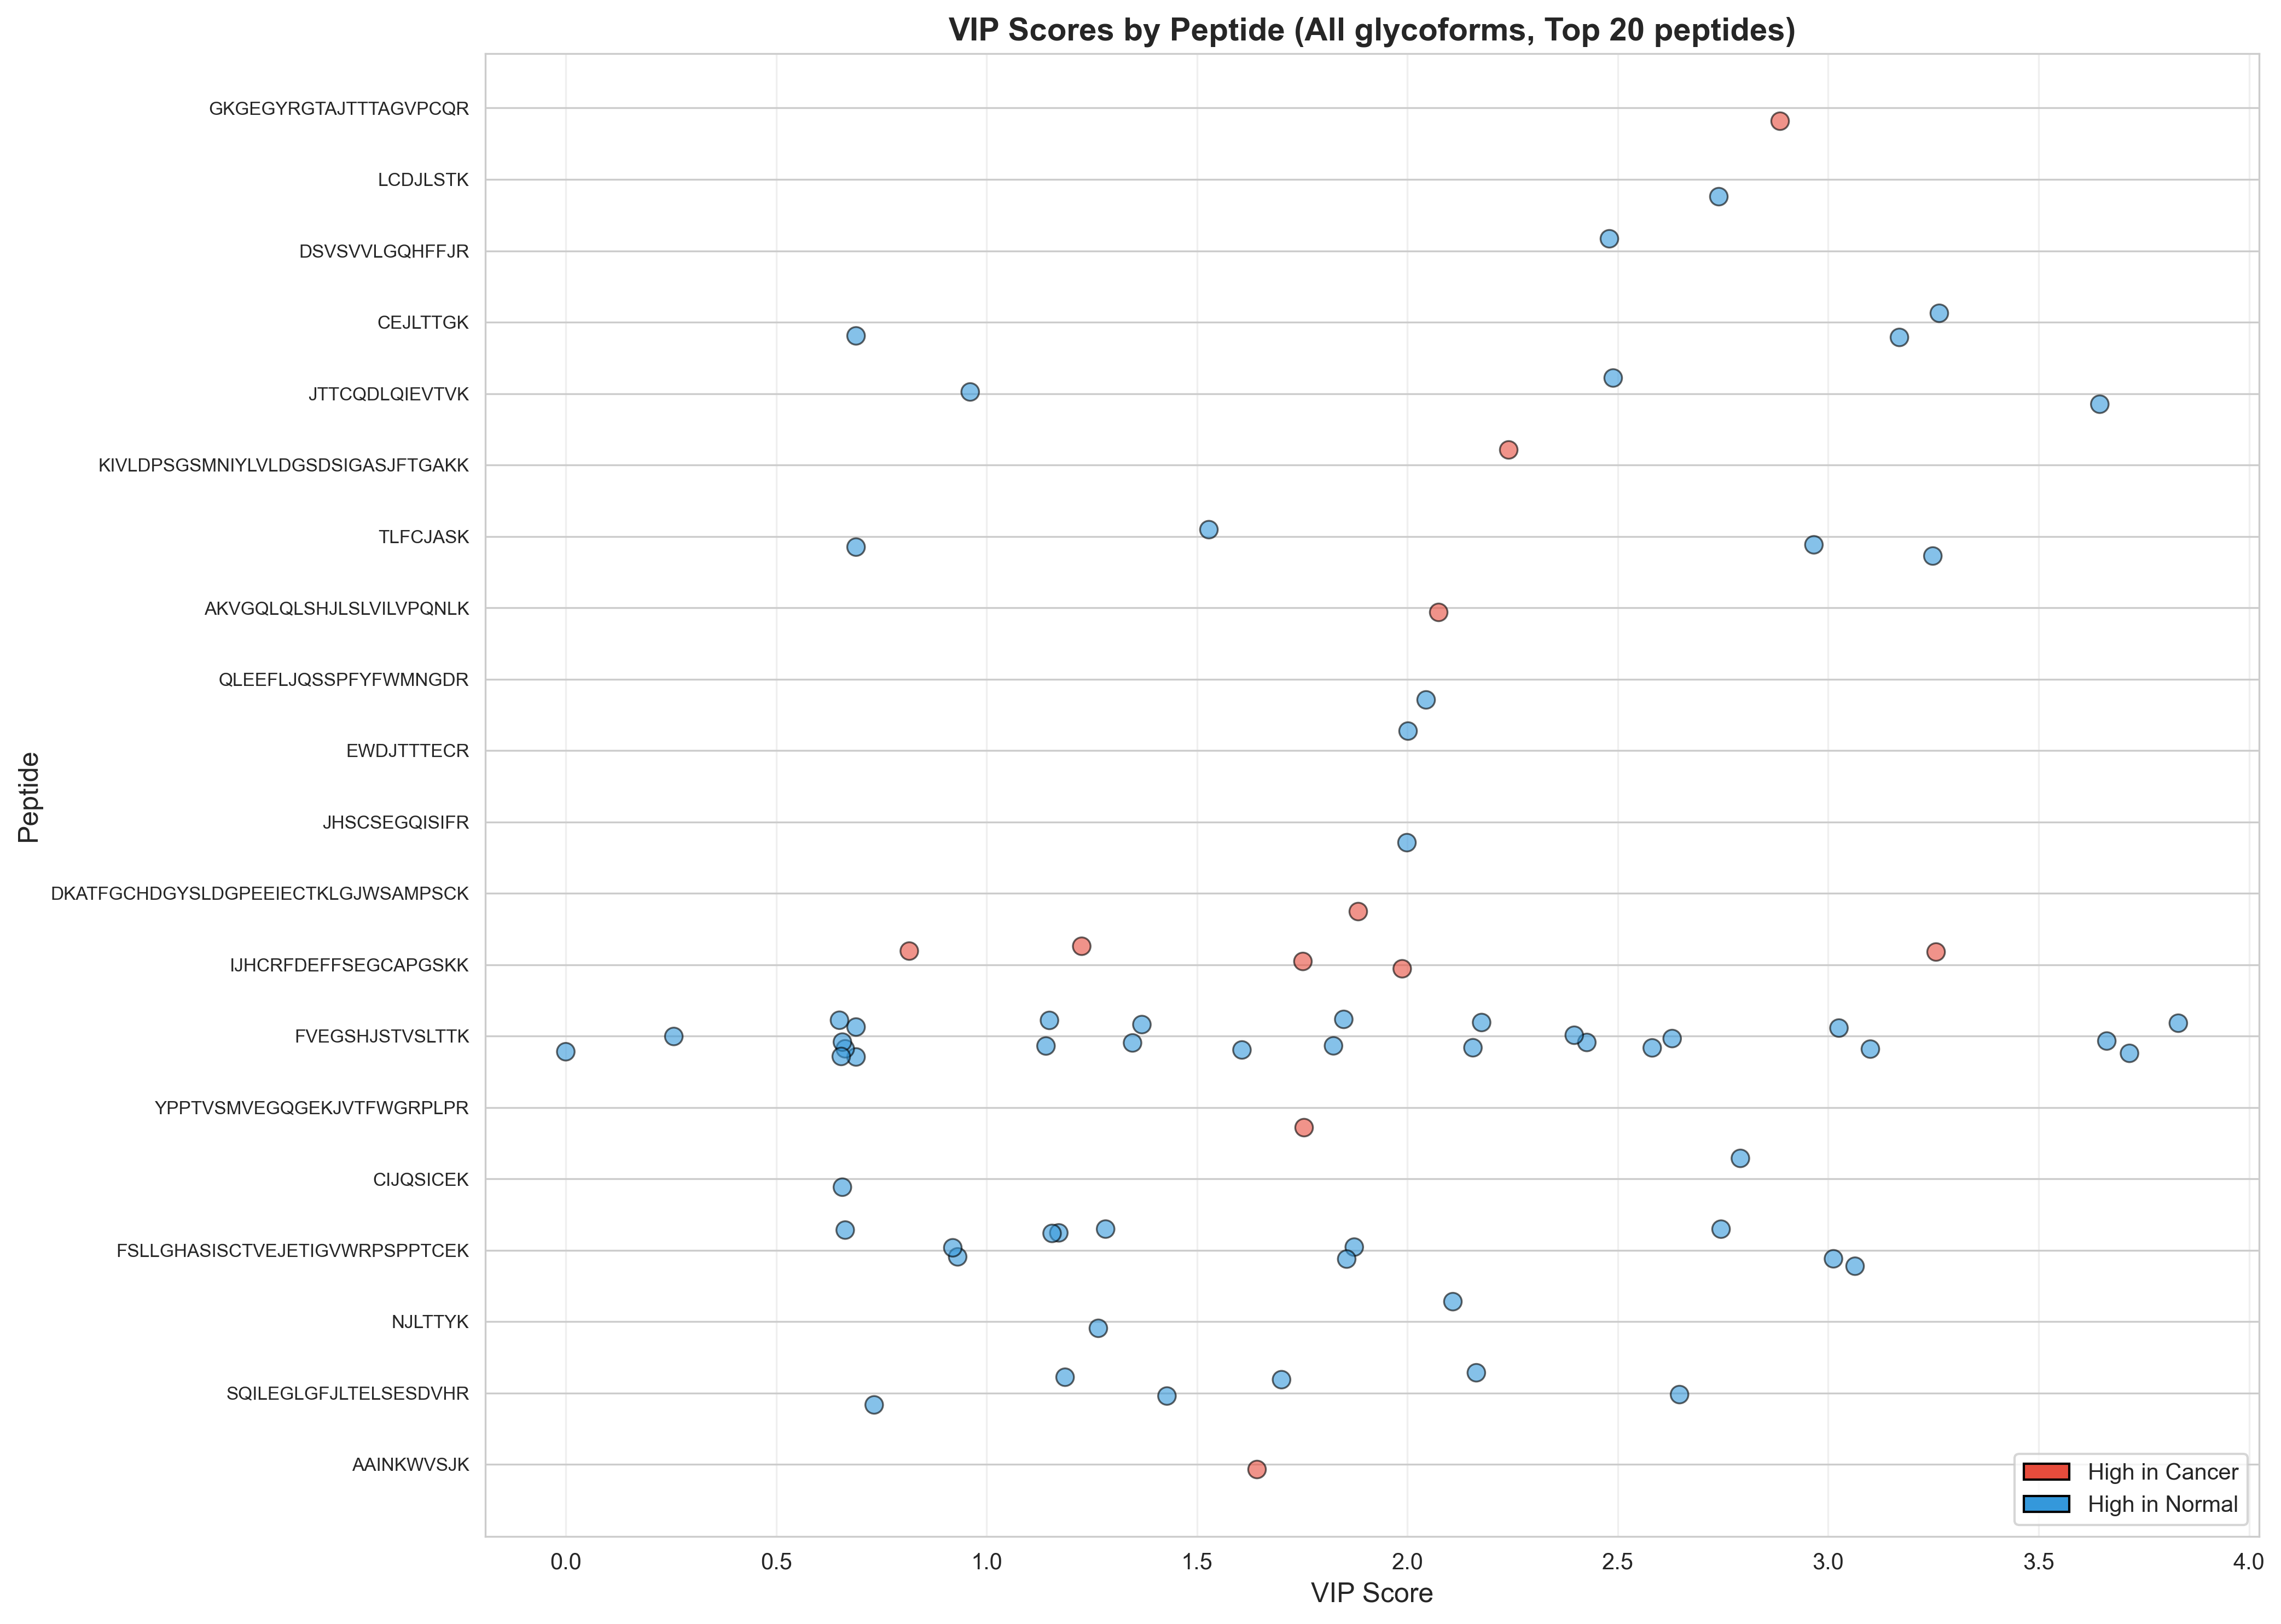 VIP Scores by Peptide (All glycoforms, Top 20 peptides)
GKGEGYRGTAJTTTAGVPCQR
LCDJLSTK
DSVSVVLGQHFFJR
CEJLTTGK
JTTCQDLQIEVTVK
KIVLDPSGSMNIYLVLDGSDSIGASJFTGAKK
TLFCJASK
AKVGQLQLSHJLSLVILVPQNLK
QLEEFLJQSSPFYFWMNGDR
EWDJTTTECR
JHSCSEGQISIFR
DKATFGCHDGYSLDGPEEIECTKLGJWSAMPSCK
IJHCRFDEFFSEGCAPGSKK
FVEGSHJSTVSLTTK
YPPTVSMVEGQGEKJVTFWGRPLPR
CIJQSICEK
FSLLGHASISCTVEJETIGVWRPSPPTCEK
NJLTTYK
SQILEGLGFJLTELSESDVHR
AAINKWVSJK
Peptide
High in Cancer
High in Normal
0.0 0.5 1.0 1.5 2.0 2.5 3.0 3.5 4.0
VIP Score